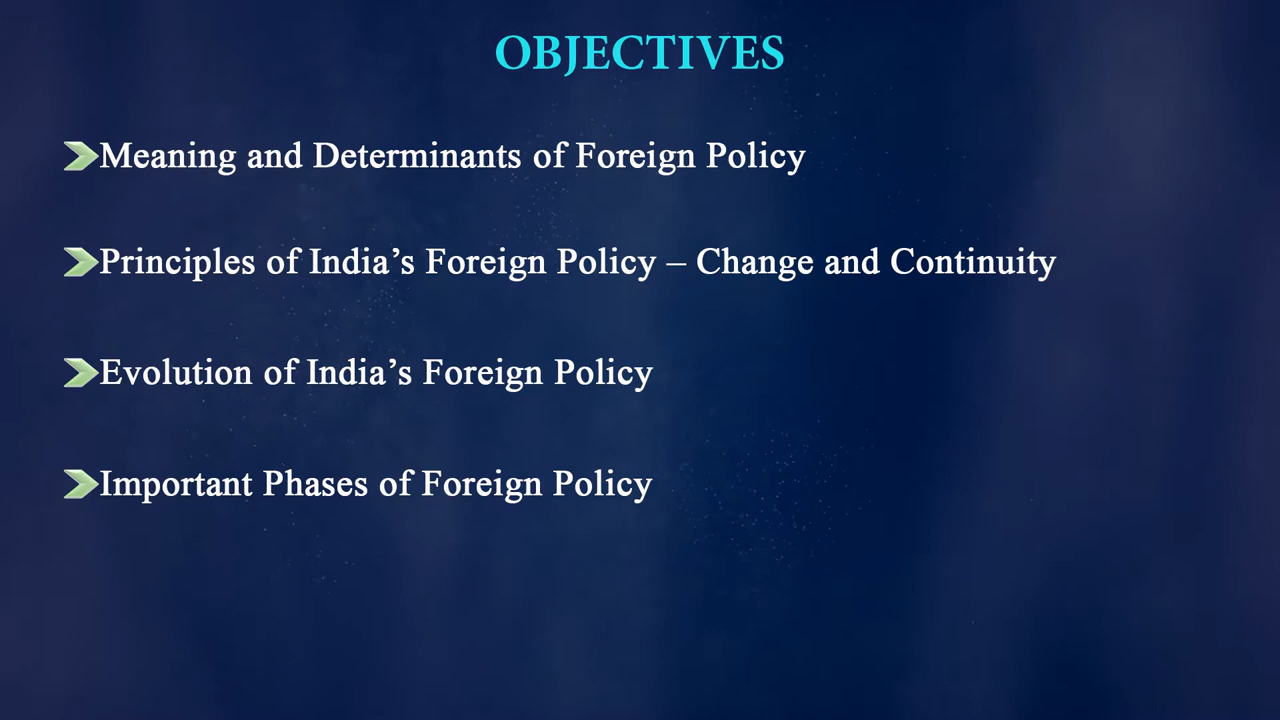 OBJECTIVES
Meaning and Determinants of Foreign Policy
Principles of India’s Foreign Policy – Change and Continuity
Evolution of India’s Foreign Policy
Important Phases of Foreign Policy